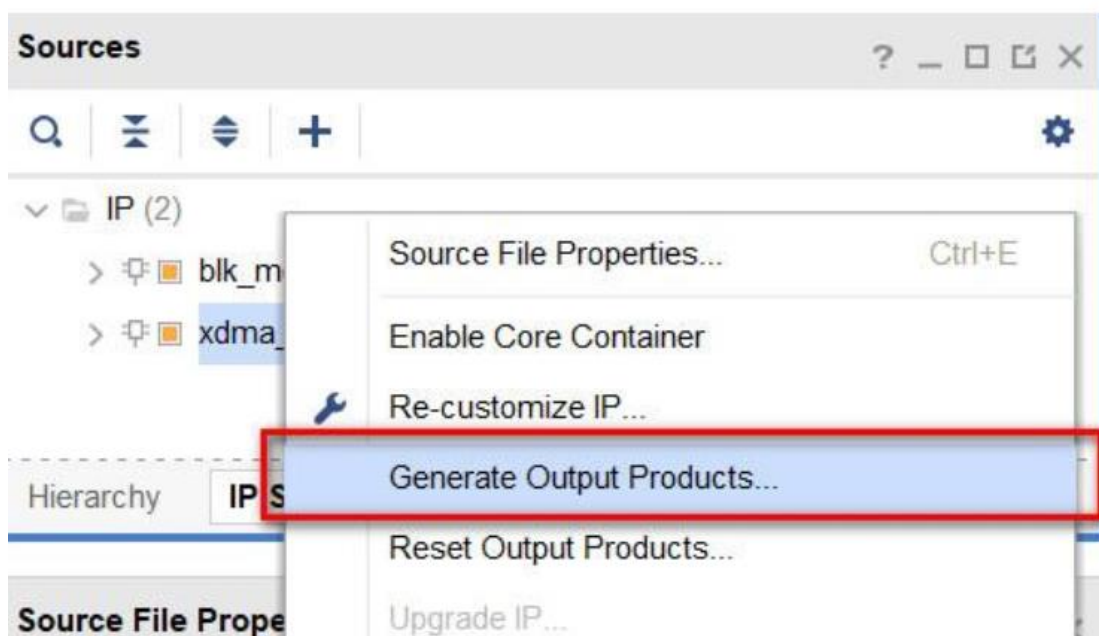 Sources
IP (2)
blk_m
Source File Properties... Ctrl+E
xdma_
Enable Core Container
Re-customize IP...
Generate Output Products...
Hierarchy IP S
Reset Output Products...
Source File Prope
Upgrade IP...